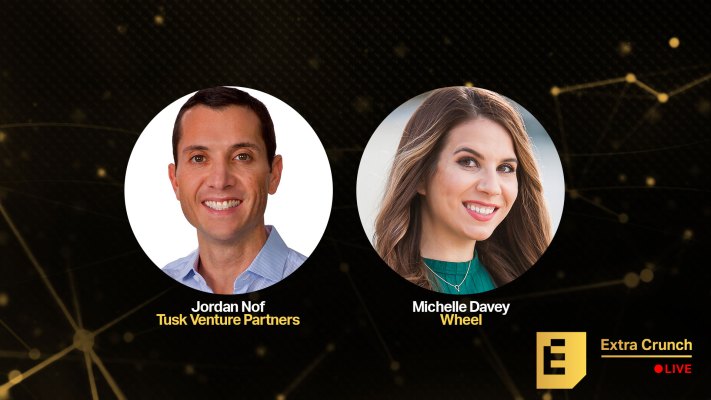 Jordan Nof
Tusk Venture Partners
Michelle Davey
Wheel
E
Extra Crunch
LIVE